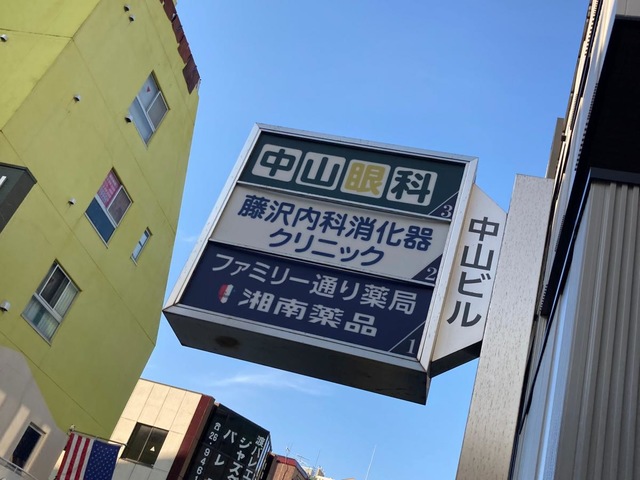 中山眼科
3
藤沢内科消化器
クリニック
2
ファミリー通り薬局
湘南薬品
1
中山ビル